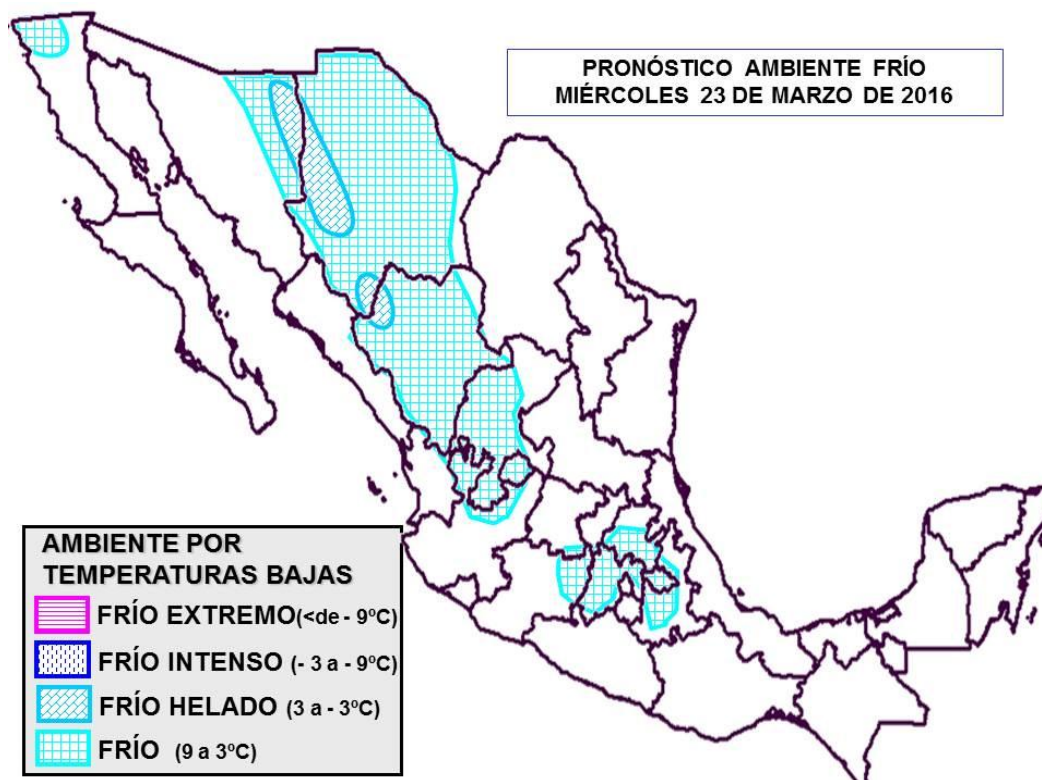 PRONÓSTICO AMBIENTE FRÍO
MIÉRCOLES 23 DE MARZO DE 2016
AMBIENTE POR
TEMPERATURAS BAJAS
FRÍO EXTREMO(<de - 9ºC)
FRÍO INTENSO (- 3 a - 9ºC)
FRÍO HELADO (3 a - 3ºC)
FRÍO (9 a 3ºC)